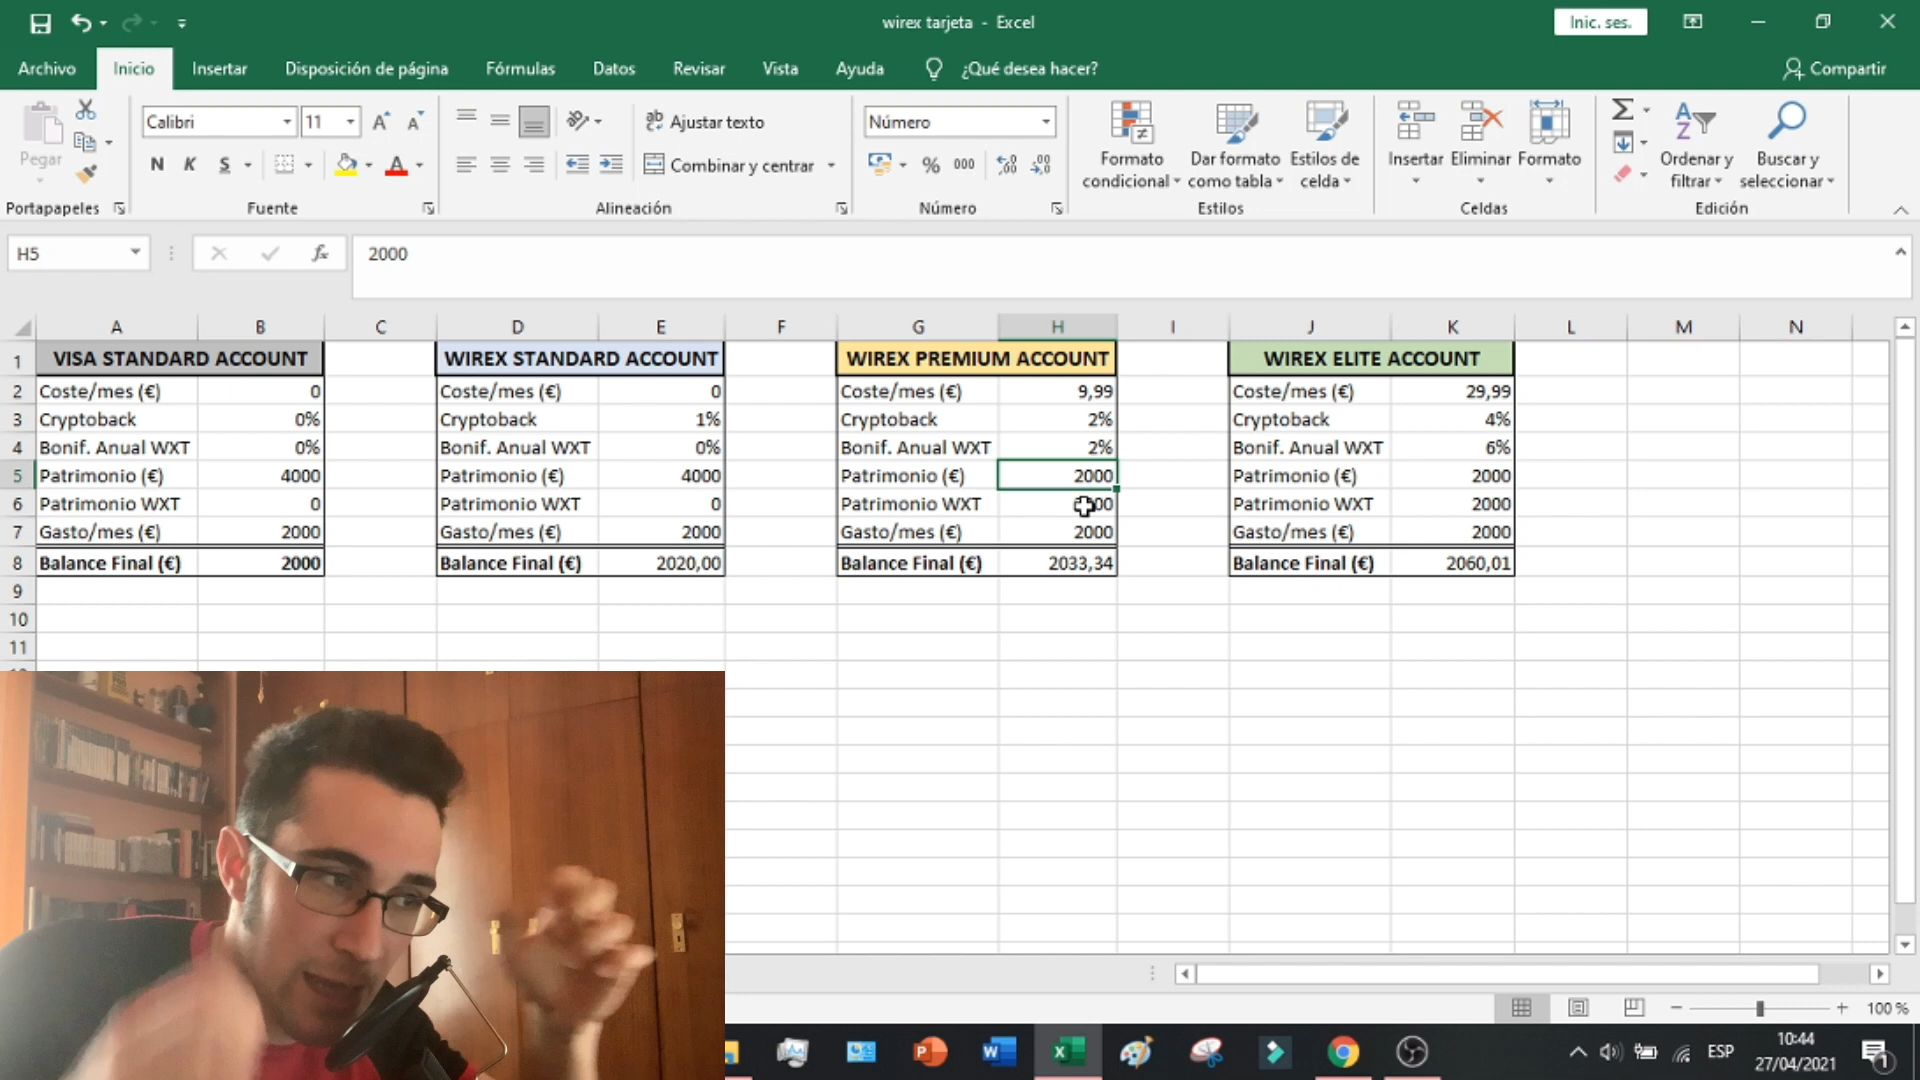 wirex tarjeta - Excel
Inic. ses.
Archivo
Inicio
Insertar
Disposición de página
Fórmulas
Datos
Revisar
Vista
Ayuda
¿Qué desea hacer?
Compartir
Pegar
Calibri
11
N K S
Ajustar texto
Combinar y centrar
Número
% 000
Formato condicional
Dar formato como tabla
Estilos de celda
Insertar
Eliminar
Formato
Ordenar y filtrar
Buscar y seleccionar
Portapapeles
Fuente
Alineación
Número
Estilos
Celdas
Edición
H5
fx
2000
A B C D E F G H I J K L M N
1 VISA STANDARD ACCOUNT WIREX STANDARD ACCOUNT WIREX PREMIUM ACCOUNT WIREX ELITE ACCOUNT
2 Coste/mes (€) 0 Coste/mes (€) 0 Coste/mes (€) 9,99 Coste/mes (€) 29,99
3 Cryptoback 0% Cryptoback 1% Cryptoback 2% Cryptoback 4%
4 Bonif. Anual WXT 0% Bonif. Anual WXT 0% Bonif. Anual WXT 2% Bonif. Anual WXT 6%
5 Patrimonio (€) 4000 Patrimonio (€) 4000 Patrimonio (€) 2000 Patrimonio (€) 2000
6 Patrimonio WXT 0 Patrimonio WXT 0 Patrimonio WXT Patrimonio WXT 2000
7 Gasto/mes (€) 2000 Gasto/mes (€) 2000 Gasto/mes (€) 2000 Gasto/mes (€) 2000
8 Balance Final (€) 2000 Balance Final (€) 2020,00 Balance Final (€) 2033,34 Balance Final (€) 2060,01
9
10
11
100 %
ESP
10:44
27/04/2021
1